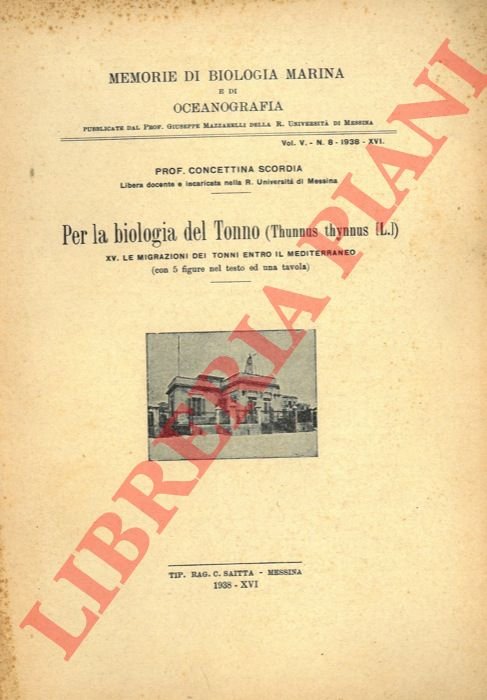 MEMORIE DI BIOLOGIA MARINA
E DI
OCEANOGRAFIA
PUBBLICATE DAL PROF. GIUSEPPE MAZZARELLI DELLA R. UNIVERSITÀ DI MESSINA
VOL. V. - N. 8 - 1938 - XVI.
PROF. CONCETTINA SCORDIA
Libera docente e incaricata nella R. Università di Messina
Per la biologia del Tonno (Thunnus thynnus [L.])
XV. LE MIGRAZIONI DEI TONNI ENTRO IL MEDITERRANEO
(con 5 figure nel testo ed una tavola)
TIP. RAG. C. SAITTA - MESSINA
1938 - XVI
LIBRERIA PIANI